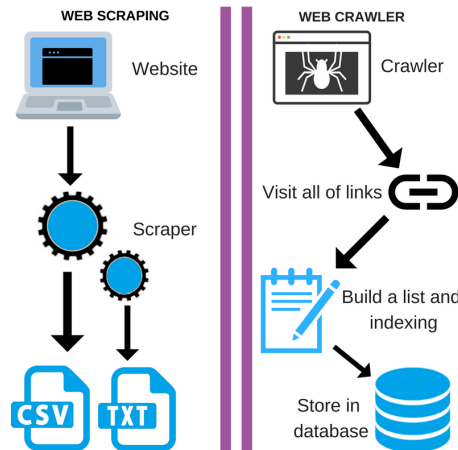 WEB SCRAPING
Website
Scraper
CSV
TXT
WEB CRAWLER
Crawler
Visit all of links
Build a list and
indexing
Store in
database